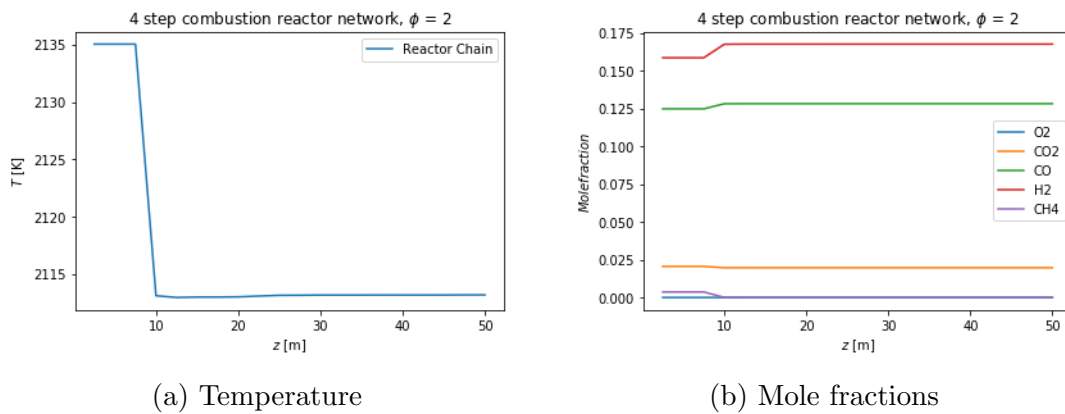 4 step combustion reactor network, ϕ = 2
Reactor Chain
2135
2130
2125
2120
2115
T [K]
10
20
30
40
50
z [m]
(a) Temperature
4 step combustion reactor network, ϕ = 2
0.175
0.150
0.125
0.100
0.075
0.050
0.025
0.000
Molefraction
O2
CO2
CO
H2
CH4
10
20
30
40
50
z [m]
(b) Mole fractions